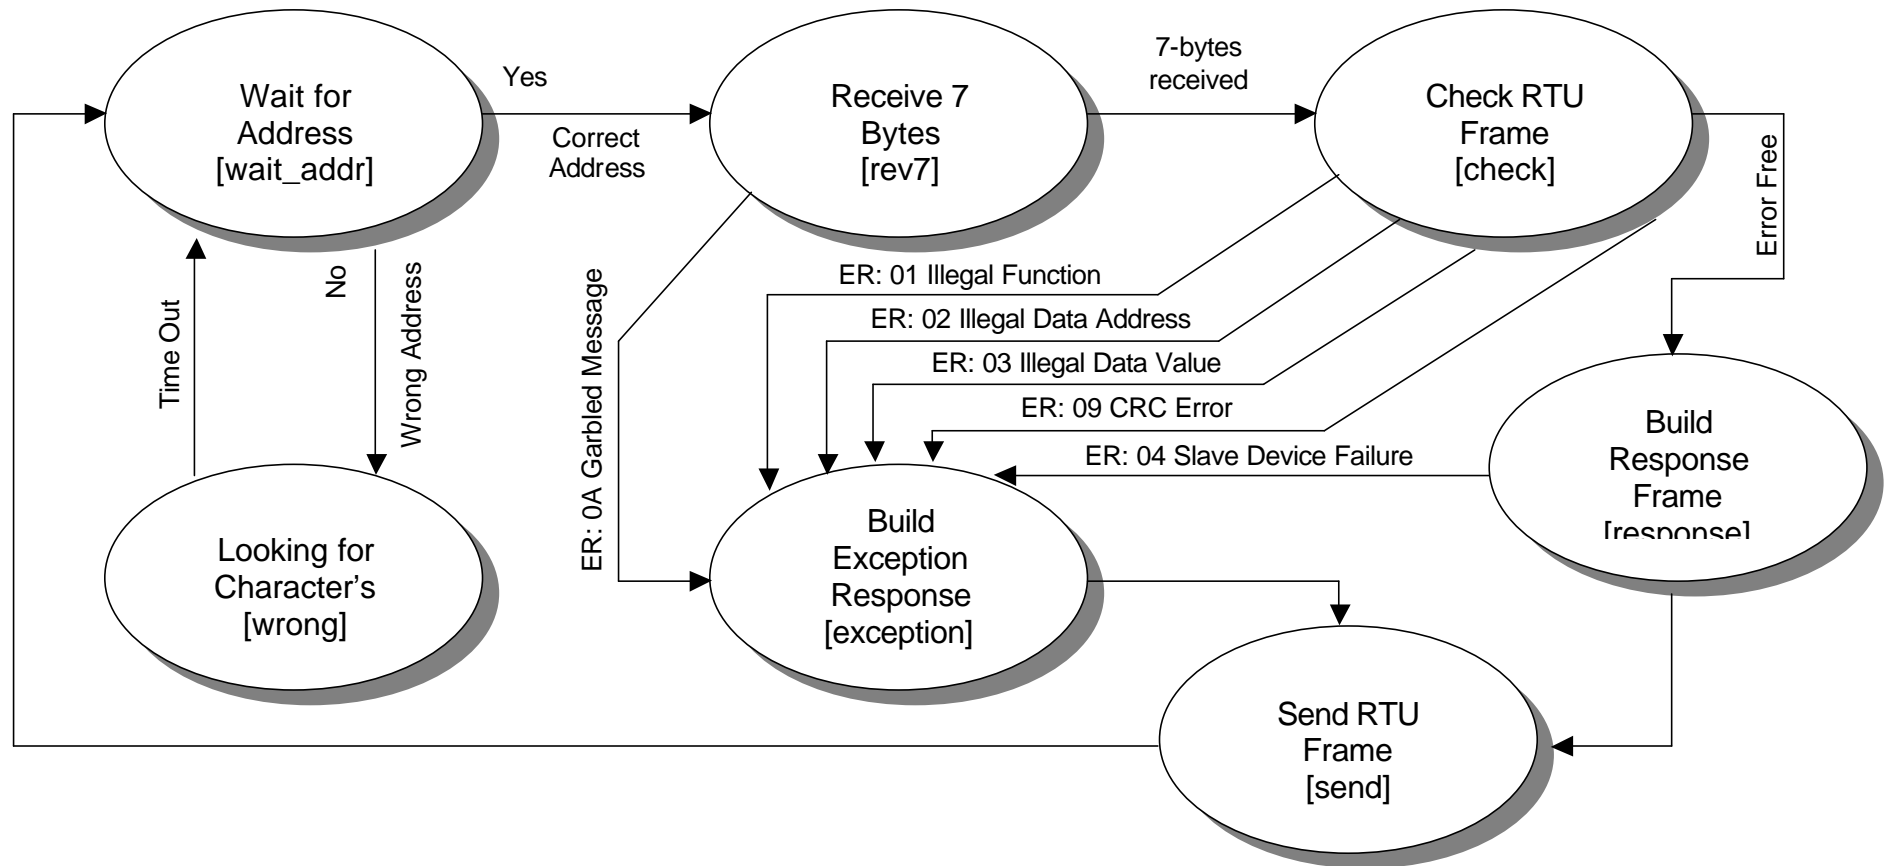 Wait for
Address
[wait_addr]
Yes
Correct
Address
Receive 7
Bytes
[rev7]
7-bytes
received
Check RTU
Frame
[check]
Error Free
No
Wrong Address
Time Out
ER: 0A Garbled Message
ER: 01 Illegal Function
ER: 02 Illegal Data Address
ER: 03 Illegal Data Value
ER: 09 CRC Error
ER: 04 Slave Device Failure
Looking for
Character’s
[wrong]
Build
Exception
Response
[exception]
Build
Response
Frame
[response]
Send RTU
Frame
[send]